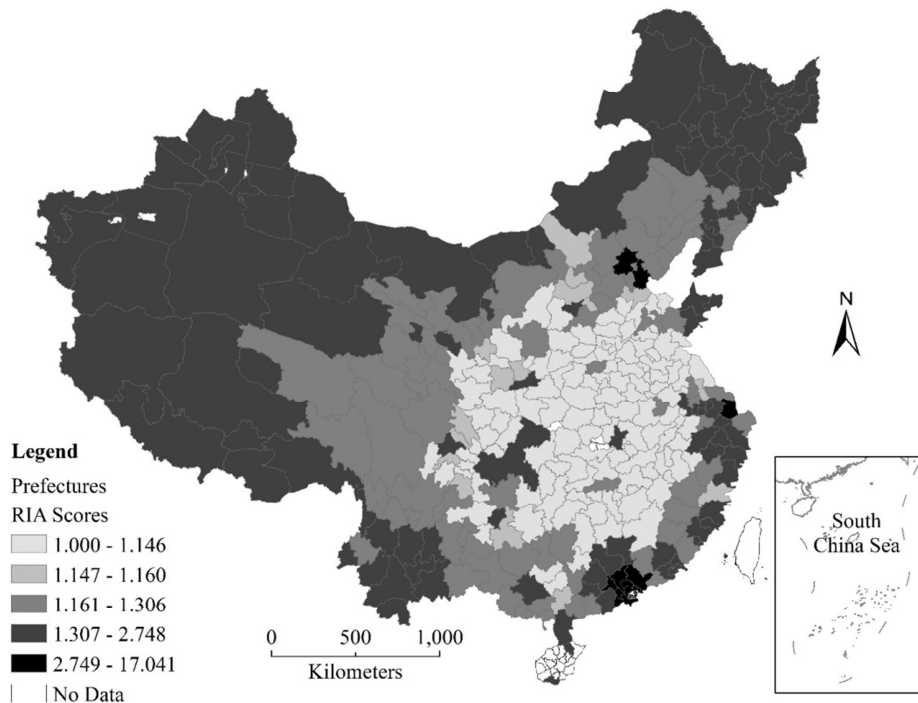 N
Legend
Prefectures
RIA Scores
1.000 - 1.146
1.147 - 1.160
1.161 - 1.306
1.307 - 2.748
2.749 - 17.041
No Data
0 500 1,000
Kilometers
South
China Sea